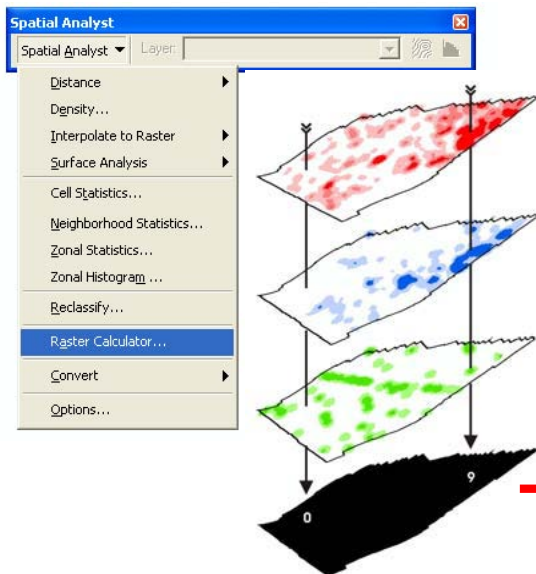 Spatial Analyst
Spatial Analyst Layer:
Distance
Density...
Interpolate to Raster
Surface Analysis
Cell Statistics...
Neighborhood Statistics...
Zonal Statistics...
Zonal Histogram ...
Reclassify...
Raster Calculator...
Convert
Options...
9
0